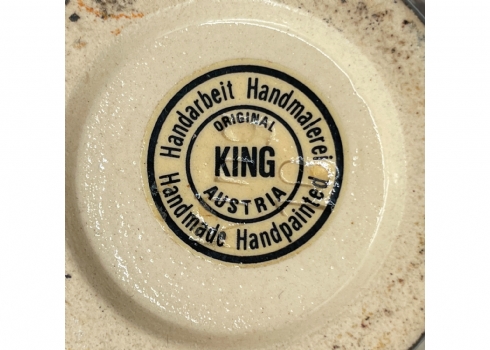 Handarbeit Handmalerei
ORIGINAL
KING
AUSTRIA
Handmade Handpainted